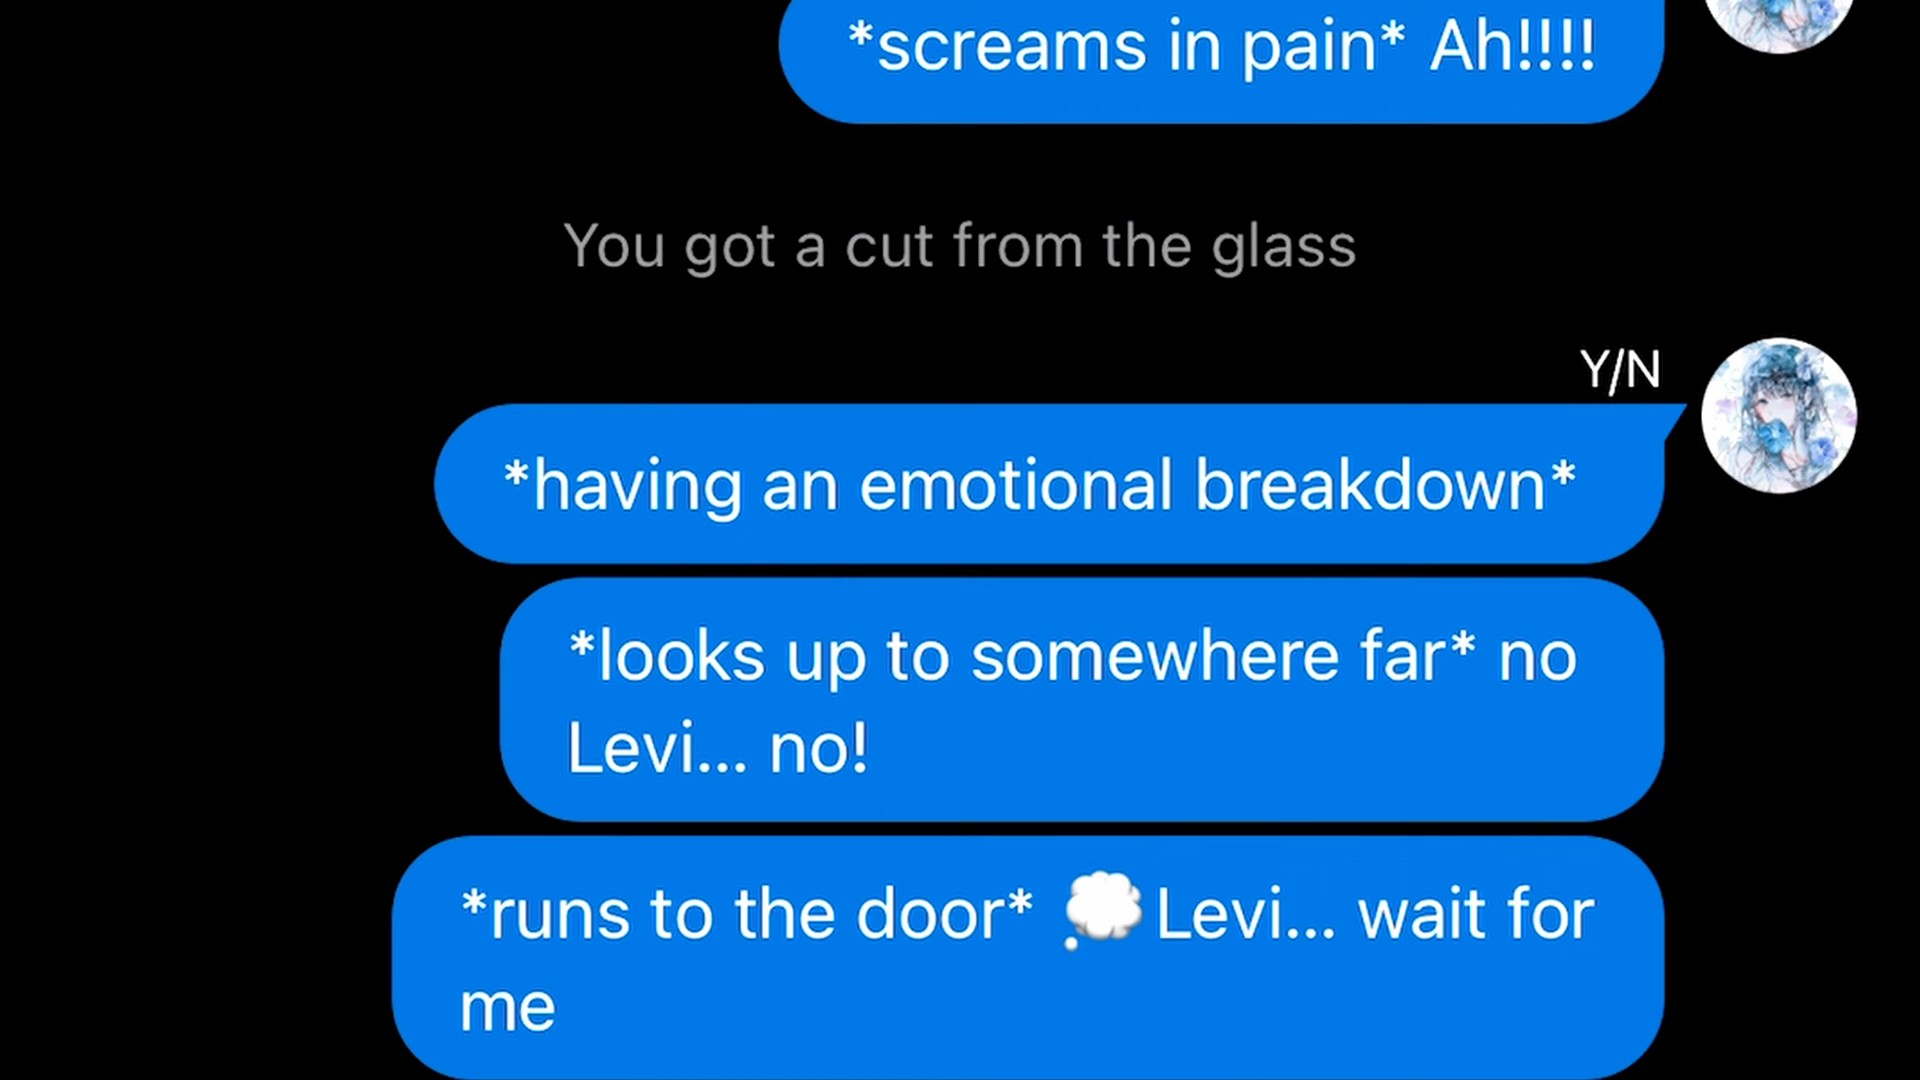 *screams in pain* Ah!!!!
You got a cut from the glass
Y/N
*having an emotional breakdown*
*looks up to somewhere far* no
Levi... no!
*runs to the door* 💭Levi... wait for
me